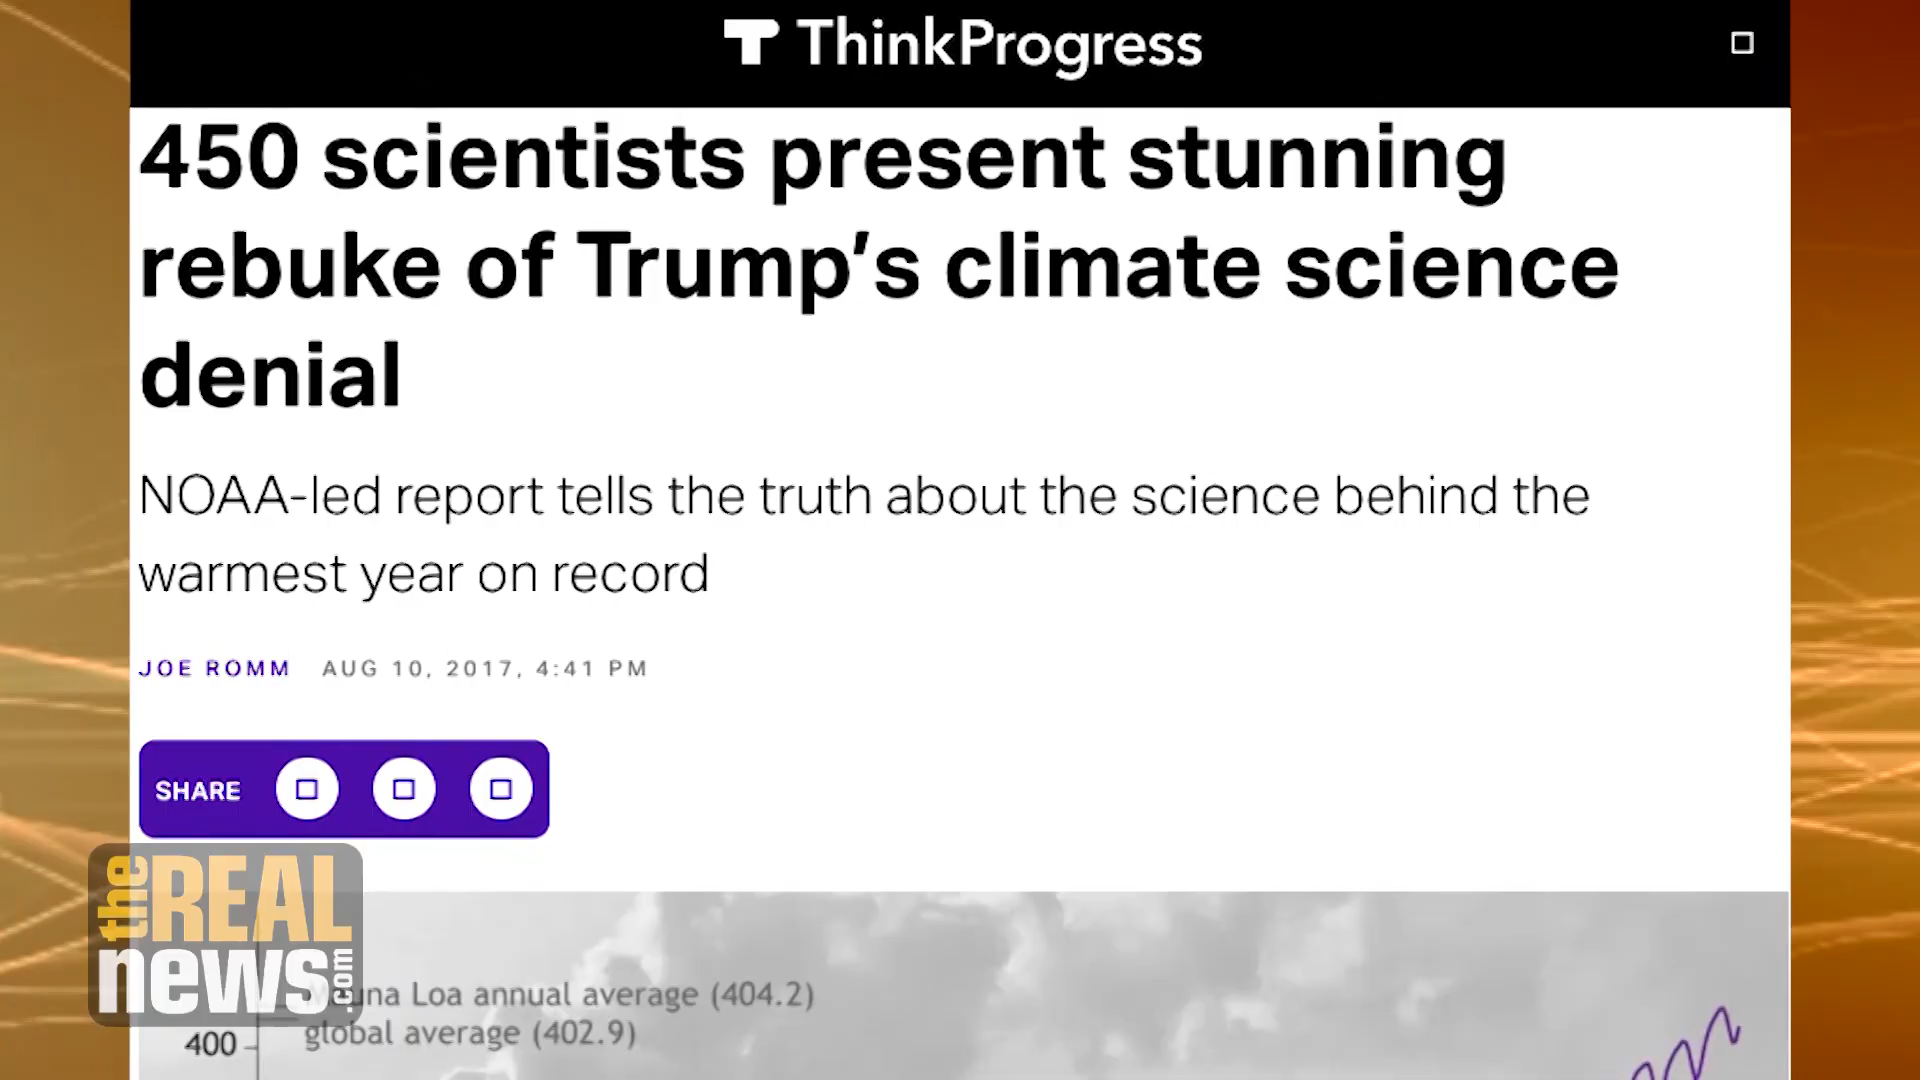 ThinkProgress
450 scientists present stunning
rebuke of Trump's climate science
denial
NOAA-led report tells the truth about the science behind the
warmest year on record
JOE ROMM AUG 10, 2017, 4:41 PM
SHARE
the REAL
news.com
Mauna Loa annual average (404.2)
global average (402.9)
400